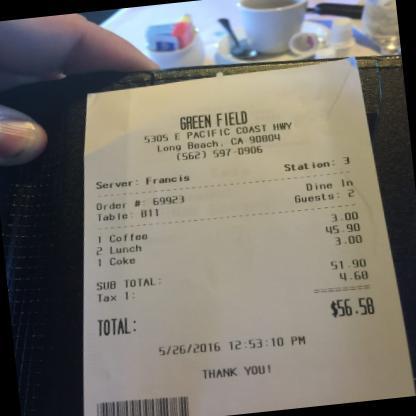 GREEN FIELD
5305 E PACIFIC COAST HWY
Long Beach, CA 90804
(562) 597-0906
Server: Francis Station: 3
Order #: 69923 Dine In
Table: B11 Guests: 2
1 Coffee 3.00
2 Lunch 45.90
1 Coke 3.00
SUB TOTAL: 51.90
Tax 1: 4.68
TOTAL: $56.58
5/26/2016 12:53:10 PM
THANK YOU!